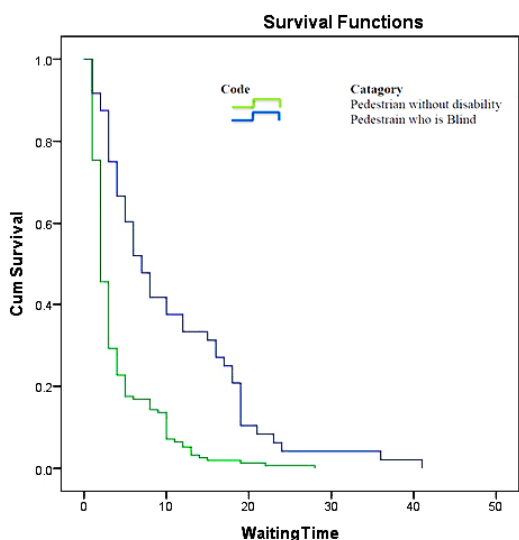 Survival Functions
Code Catagory
Pedestrian without disability
Pedestrain who is Blind
Cum Survival
1.0
0.8
0.6
0.4
0.2
0.0
0 10 20 30 40 50
WaitingTime